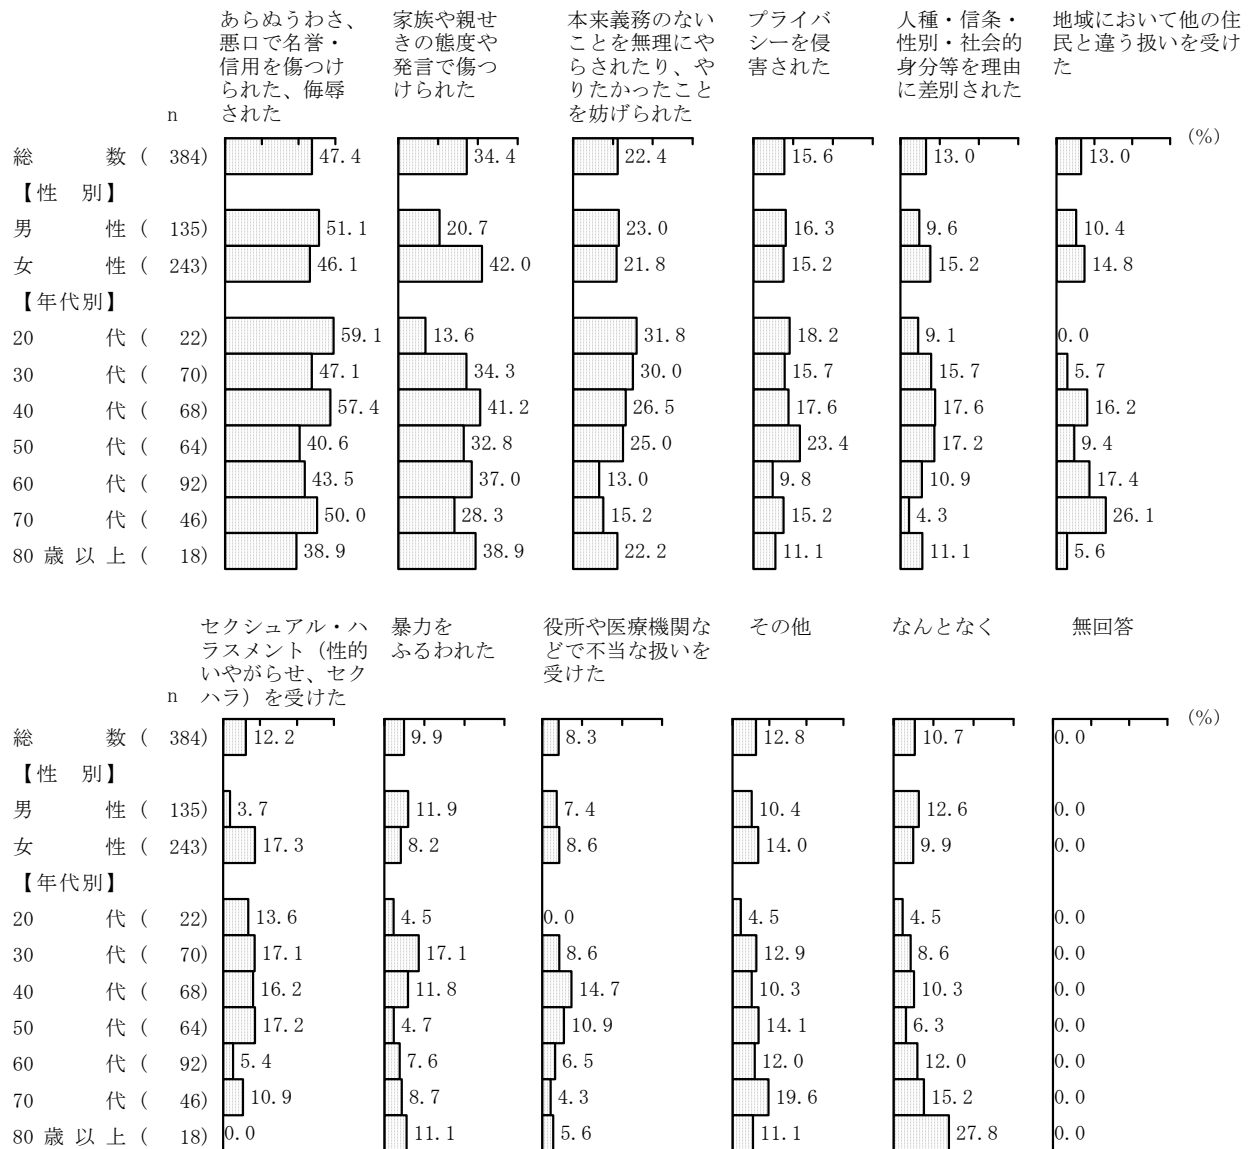 あらぬうわさ、
悪口で名誉・
信用を傷つけ
られた、侮辱
された
家族や親せ
きの態度や
発言で傷つ
けられた
本来義務のない
ことを無理にや
らされたり、や
りたかったこと
を妨げられた
プライバ
シーを侵
害された
人種・信条・
性別・社会的
身分等を理由
に差別された
地域において他の住
民と違う扱いを受け
た
n
(%)
総 数 ( 384) 47.4 34.4 22.4 15.6 13.0 13.0
【性 別】
男 性 ( 135) 51.1 20.7 23.0 16.3 9.6 10.4
女 性 ( 243) 46.1 42.0 21.8 15.2 15.2 14.8
【年代別】
20 代 ( 22) 59.1 13.6 31.8 18.2 9.1 0.0
30 代 ( 70) 47.1 34.3 30.0 15.7 15.7 5.7
40 代 ( 68) 57.4 41.2 26.5 17.6 17.6 16.2
50 代 ( 64) 40.6 32.8 25.0 23.4 17.2 9.4
60 代 ( 92) 43.5 37.0 13.0 9.8 10.9 17.4
70 代 ( 46) 50.0 28.3 15.2 15.2 4.3 26.1
80 歳 以 上 ( 18) 38.9 38.9 22.2 11.1 11.1 5.6
セクシュアル・ハ
ラスメント（性的
いやがらせ、セク
ハラ）を受けた
暴力を
ふるわれた
役所や医療機関な
どで不当な扱いを
受けた
その他
なんとなく
無回答
n
(%)
総 数 ( 384) 12.2 9.9 8.3 12.8 10.7 0.0
【性 別】
男 性 ( 135) 3.7 11.9 7.4 10.4 12.6 0.0
女 性 ( 243) 17.3 8.2 8.6 14.0 9.9 0.0
【年代別】
20 代 ( 22) 13.6 4.5 0.0 4.5 4.5 0.0
30 代 ( 70) 17.1 17.1 8.6 12.9 8.6 0.0
40 代 ( 68) 16.2 11.8 14.7 10.3 10.3 0.0
50 代 ( 64) 17.2 4.7 10.9 14.1 6.3 0.0
60 代 ( 92) 5.4 7.6 6.5 12.0 12.0 0.0
70 代 ( 46) 10.9 8.7 4.3 19.6 15.2 0.0
80 歳 以 上 ( 18) 0.0 11.1 5.6 11.1 27.8 0.0